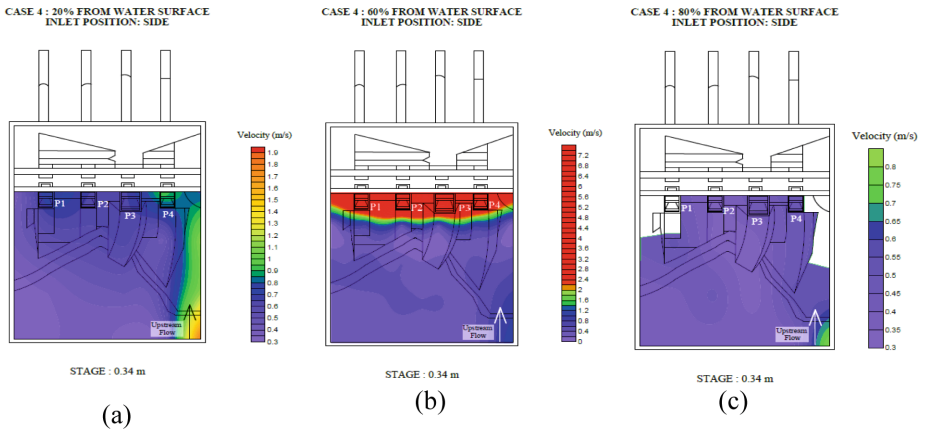 CASE 4 : 20% FROM WATER SURFACE
INLET POSITION: SIDE
Velocity (m/s)
1.9
1.8
1.7
1.6
1.5
1.4
1.3
1.2
1.1
1
0.9
0.8
0.7
0.6
0.5
0.4
0.3
P1
P2
P3
P4
Upstream
Flow
STAGE : 0.34 m
(a)
CASE 4 : 60% FROM WATER SURFACE
INLET POSITION: SIDE
Velocity (m/s)
7.2
6.8
6.4
6
5.6
5.2
4.8
4.4
4
3.6
3.2
2.8
2.4
2
1.6
1.2
0.8
0.4
0
P1
P2
P3
P4
Upstream
Flow
STAGE : 0.34 m
(b)
CASE 4 : 80% FROM WATER SURFACE
INLET POSITION: SIDE
Velocity (m/s)
0.8
0.75
0.7
0.65
0.6
0.55
0.5
0.45
0.4
0.35
0.3
P1
P2
P3
P4
Upstream
Flow
STAGE : 0.34 m
(c)